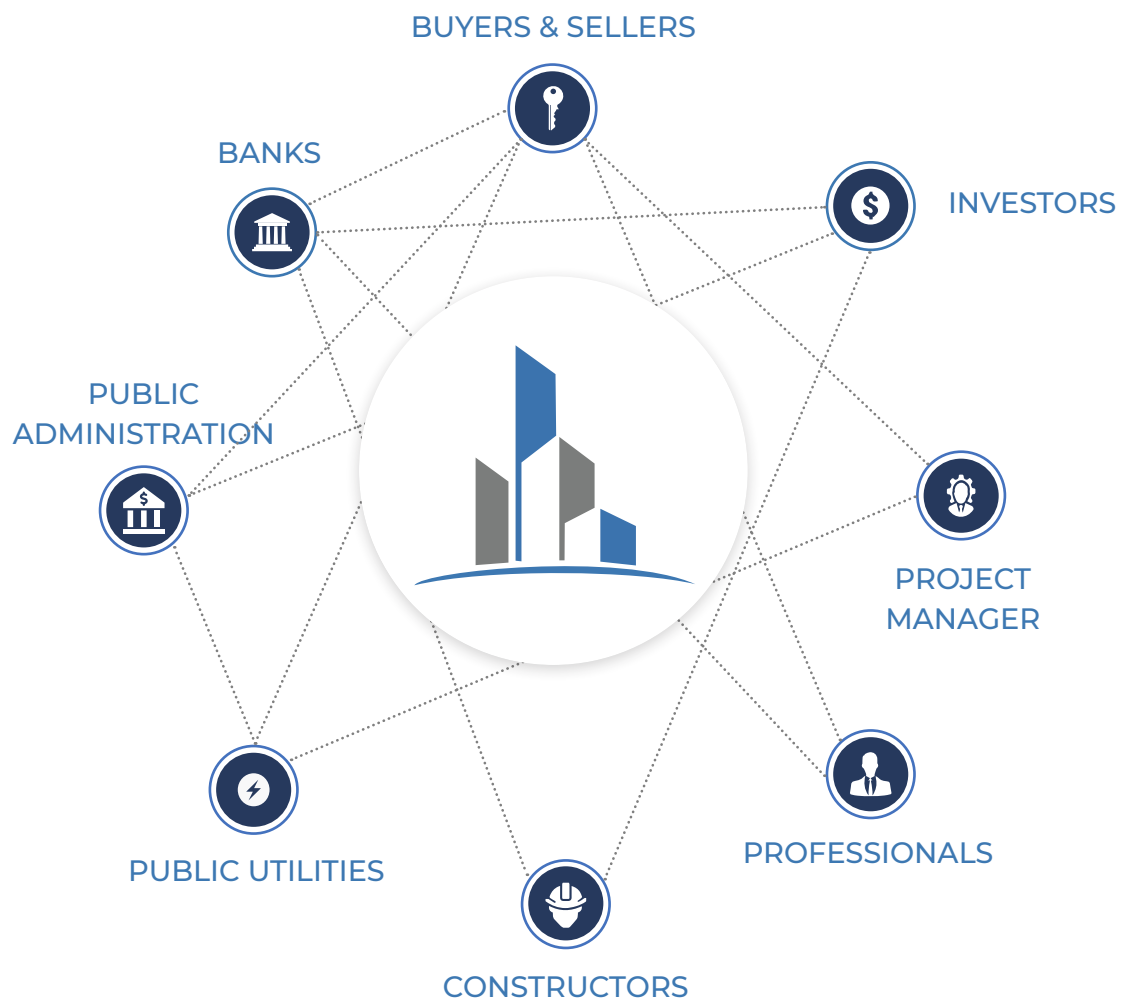 BUYERS & SELLERS
BANKS
INVESTORS
PUBLIC
ADMINISTRATION
PROJECT
MANAGER
PROFESSIONALS
PUBLIC UTILITIES
CONSTRUCTORS